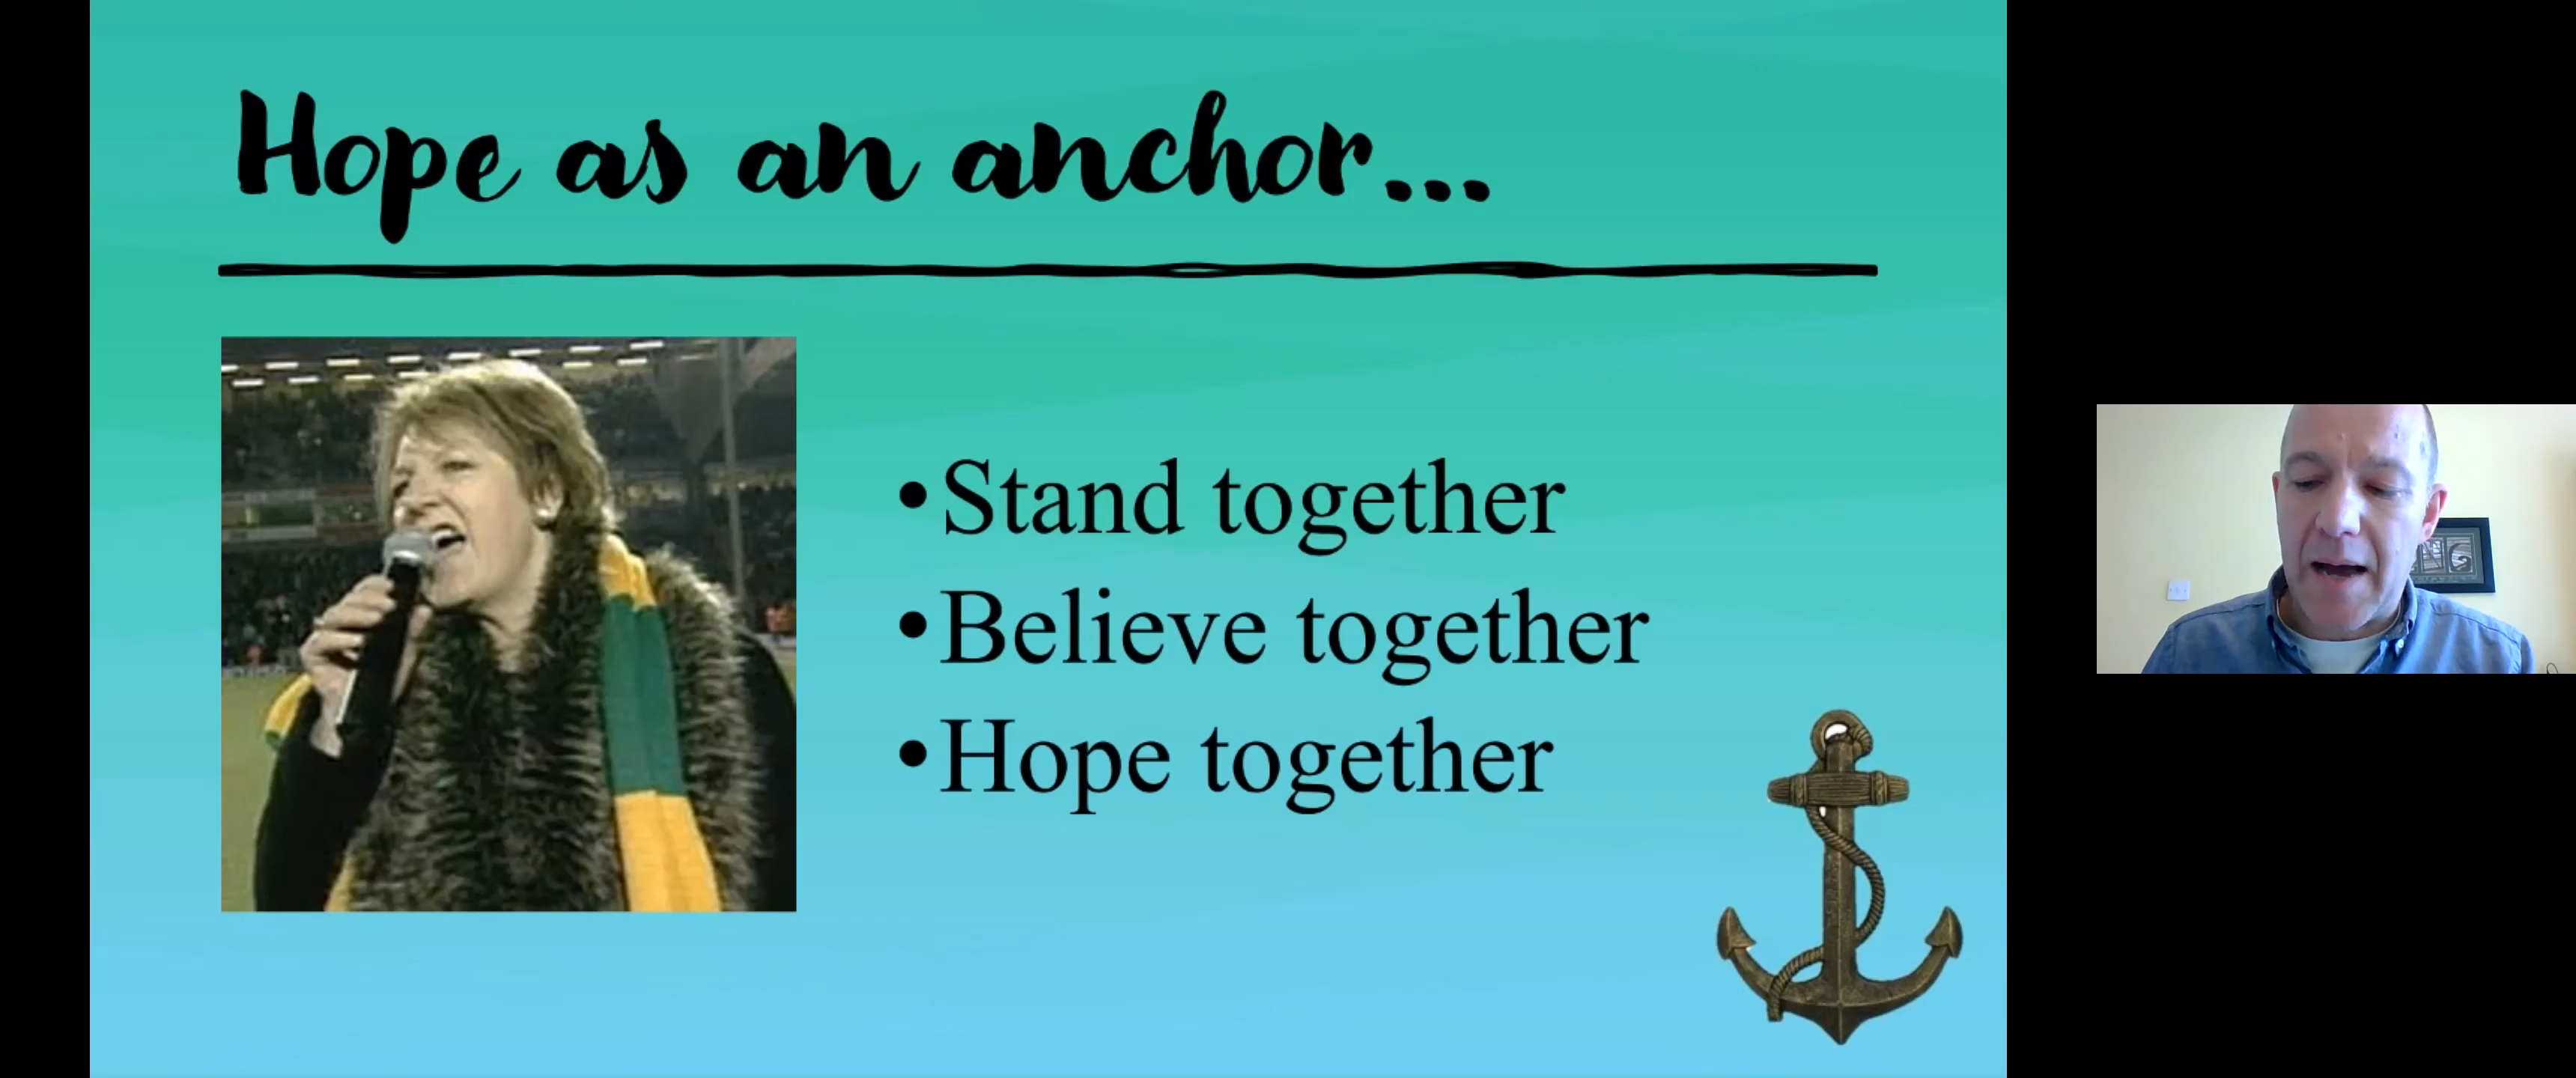 Hope as an anchor...
•Stand together
•Believe together
•Hope together